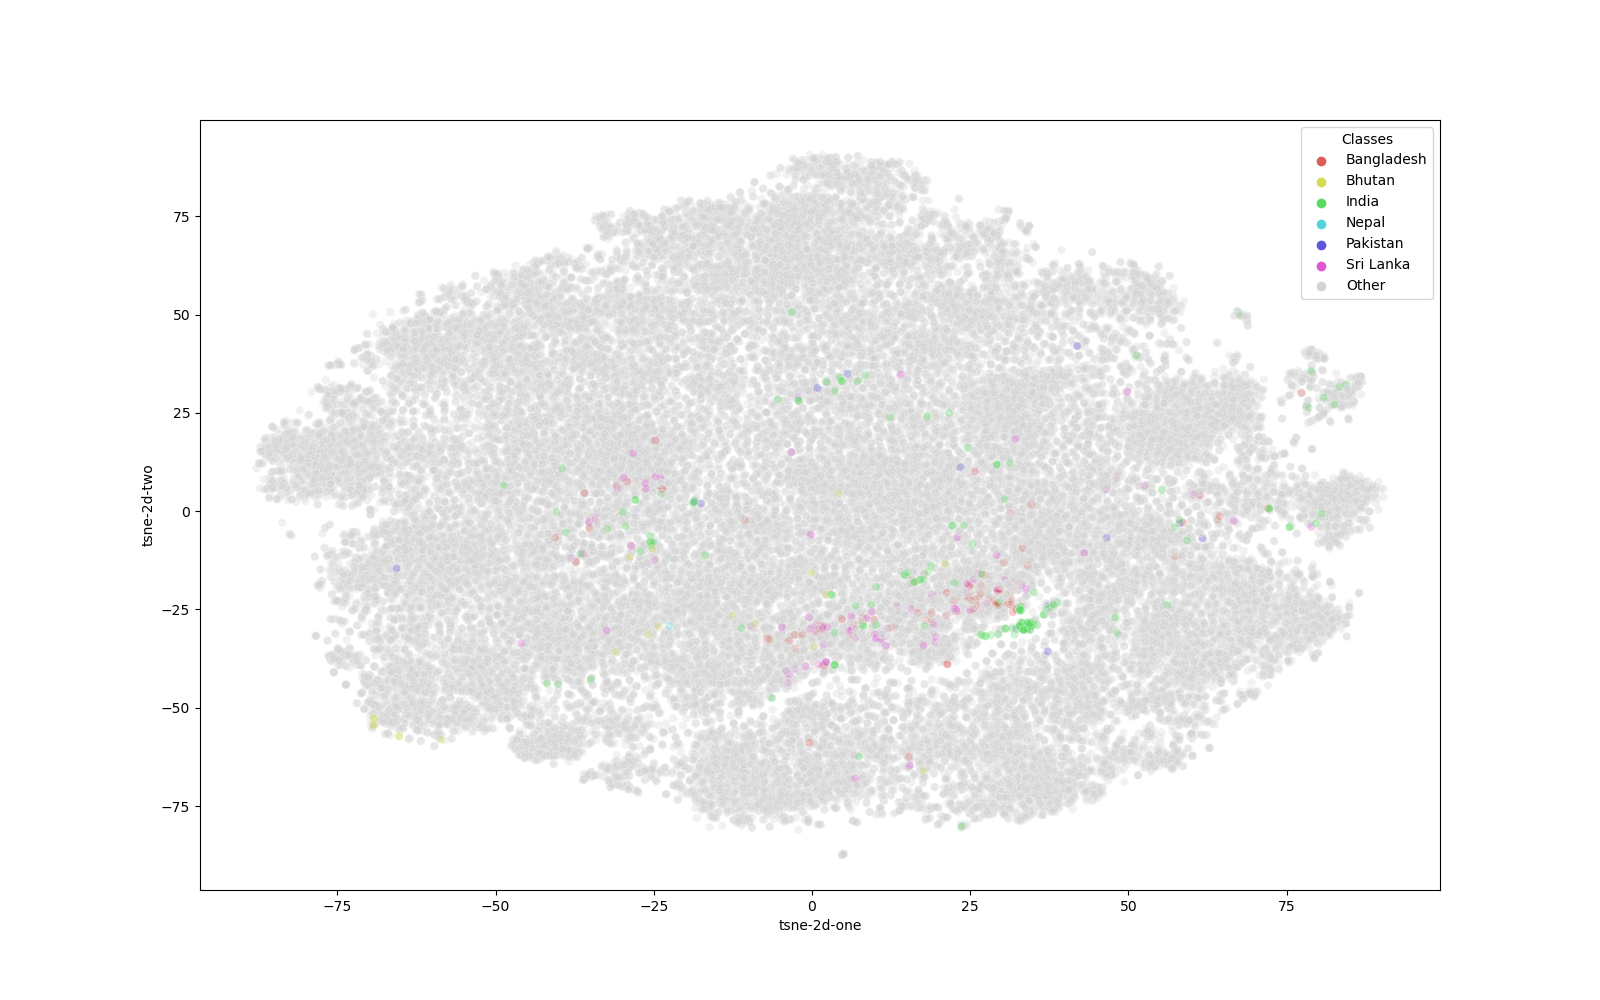 Classes
Bangladesh
Bhutan
India
Nepal
Pakistan
Sri Lanka
Other
75
50
25
0
−25
−50
−75
tsne-2d-two
−75 −50 −25 0 25 50 75
tsne-2d-one